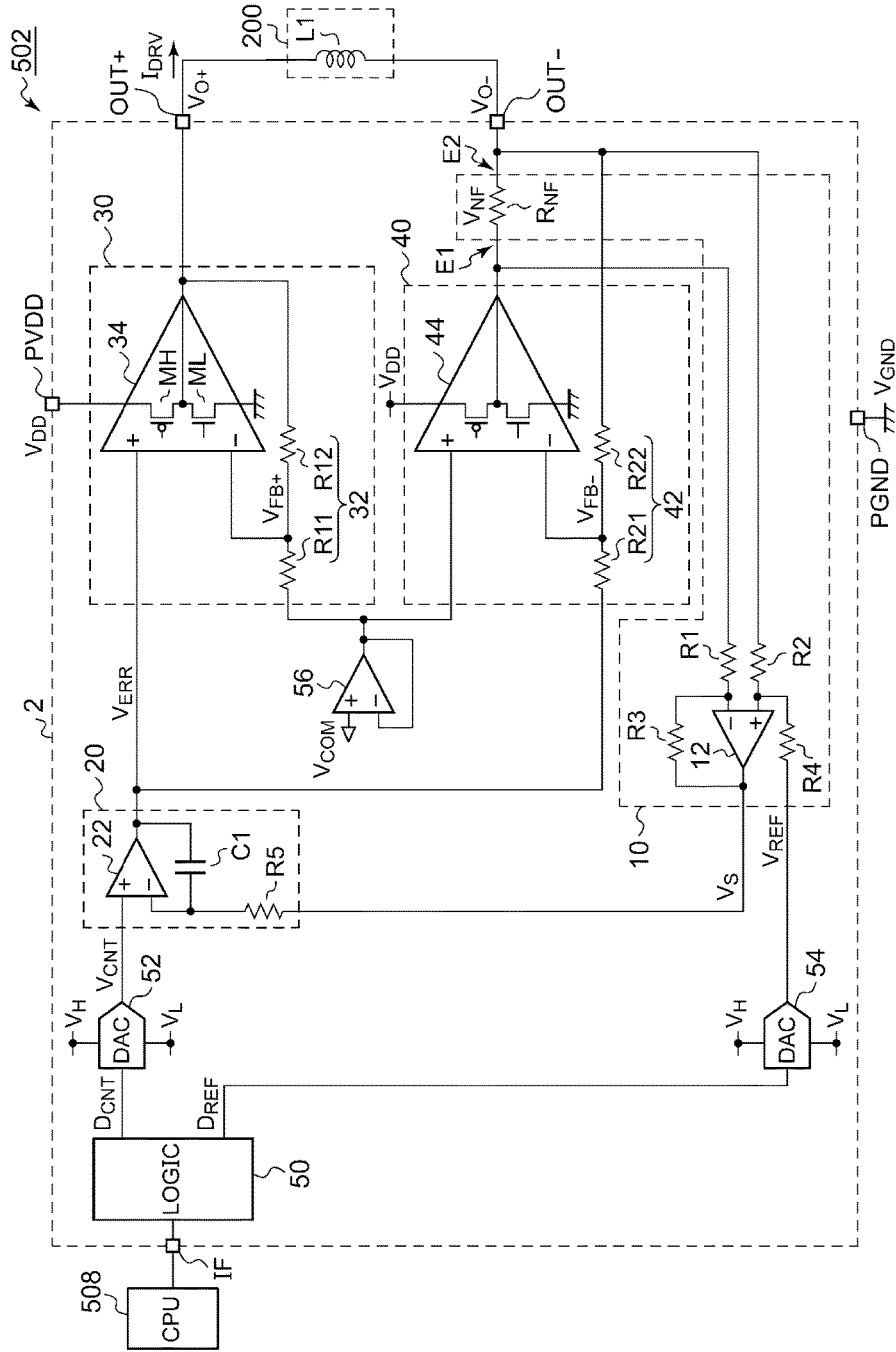 502
2
PVDD
VDD
OUT+
IDRV
VO+
200
L1
VO-
OUT-
30
34
MH
ML
+
−
VFB+
R11
R12
32
VERR
20
22
+
−
C1
R5
VCNT
52
VH
DAC
VL
DCNT
DREF
LOGIC
50
IF
508
CPU
VCOM
56
+
−
40
44
VDD
+
−
VFB-
R21
R22
42
E1
E2
VNF
RNF
R1
R2
R3
R4
12
−
+
10
VS
VREF
54
VH
DAC
VL
PGND
VGND